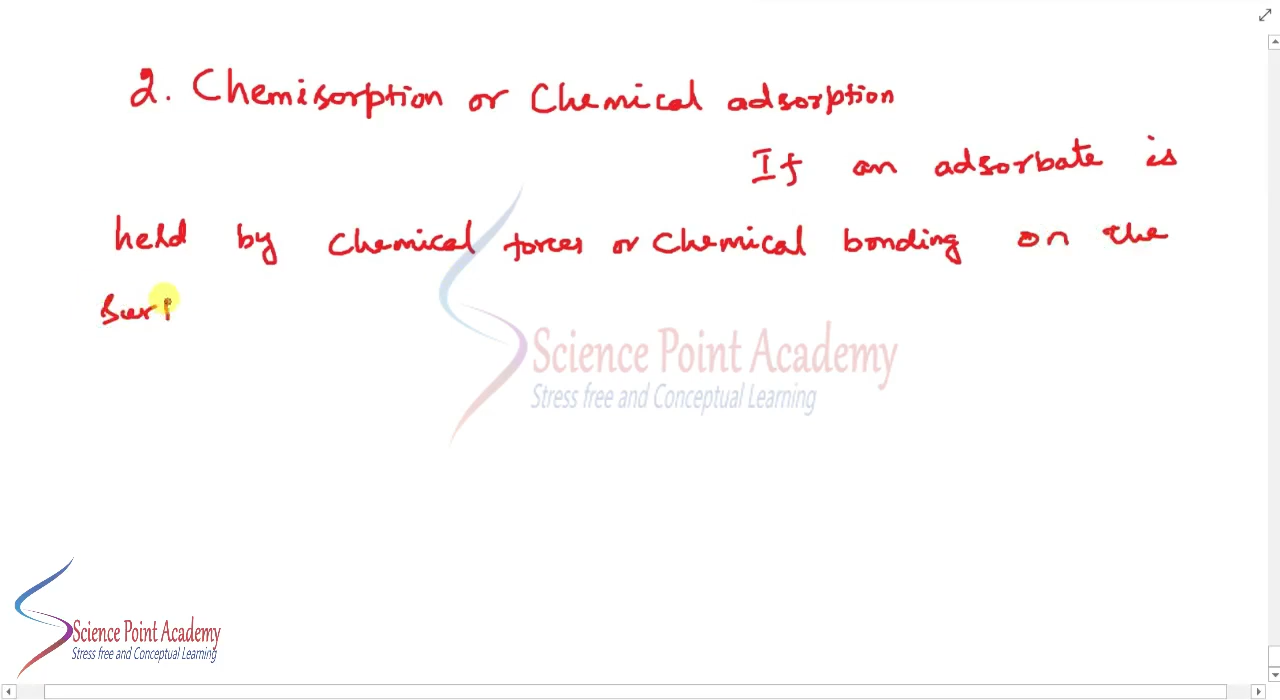 2. Chemisorption or Chemical adsorption
If an adsorbate is
held by chemical forces or chemical bonding on the
Science Point Academy
Stress free and Conceptual Learning
Science Point Academy
Stress free and Conceptual Learning